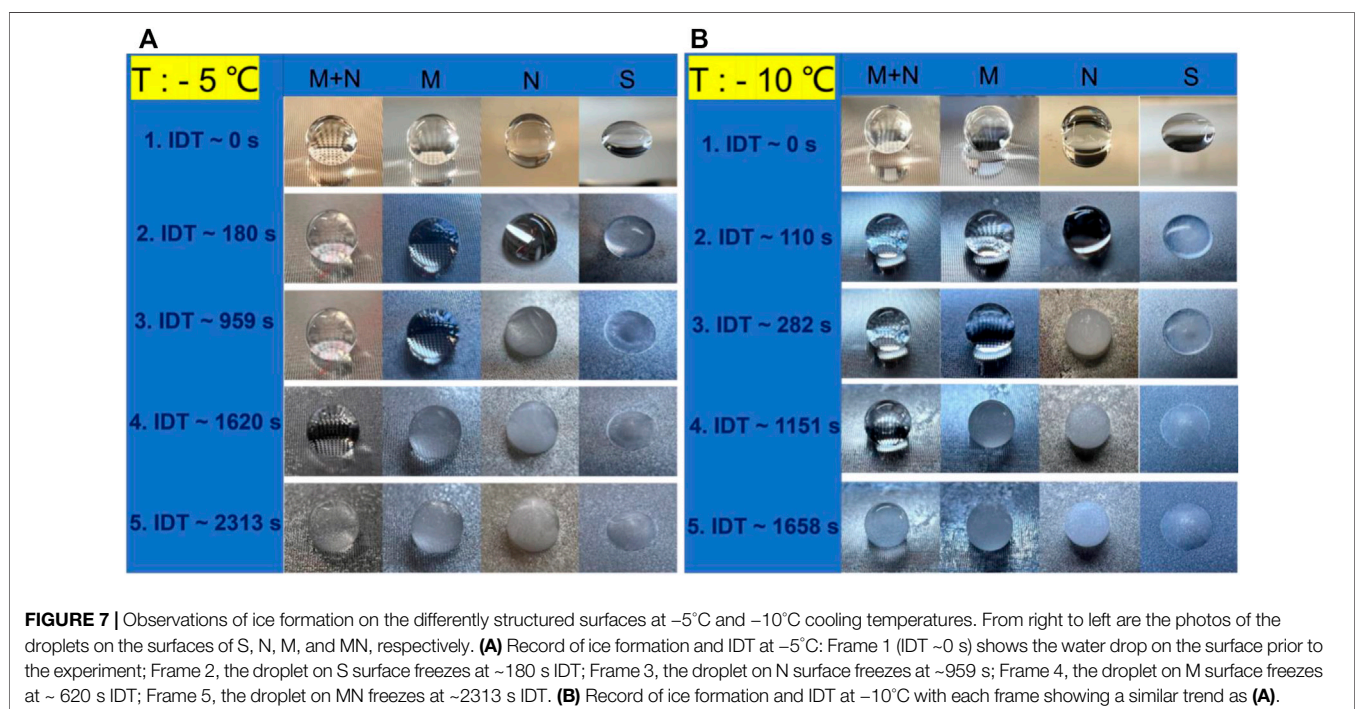 A
T : - 5 ℃
M+N M N S
1. IDT ~ 0 s
2. IDT ~ 180 s
3. IDT ~ 959 s
4. IDT ~ 1620 s
5. IDT ~ 2313 s
B
T : - 10 ℃
M+N M N S
1. IDT ~ 0 s
2. IDT ~ 110 s
3. IDT ~ 282 s
4. IDT ~ 1151 s
5. IDT ~ 1658 s
FIGURE 7 | Observations of ice formation on the differently structured surfaces at −5°C and −10°C cooling temperatures. From right to left are the photos of the
droplets on the surfaces of S, N, M, and MN, respectively. (A) Record of ice formation and IDT at −5°C: Frame 1 (IDT ~0 s) shows the water drop on the surface prior to
the experiment; Frame 2, the droplet on S surface freezes at ~180 s IDT; Frame 3, the droplet on N surface freezes at ~959 s; Frame 4, the droplet on M surface freezes
at ~ 620 s IDT; Frame 5, the droplet on MN freezes at ~2313 s IDT. (B) Record of ice formation and IDT at −10°C with each frame showing a similar trend as (A).